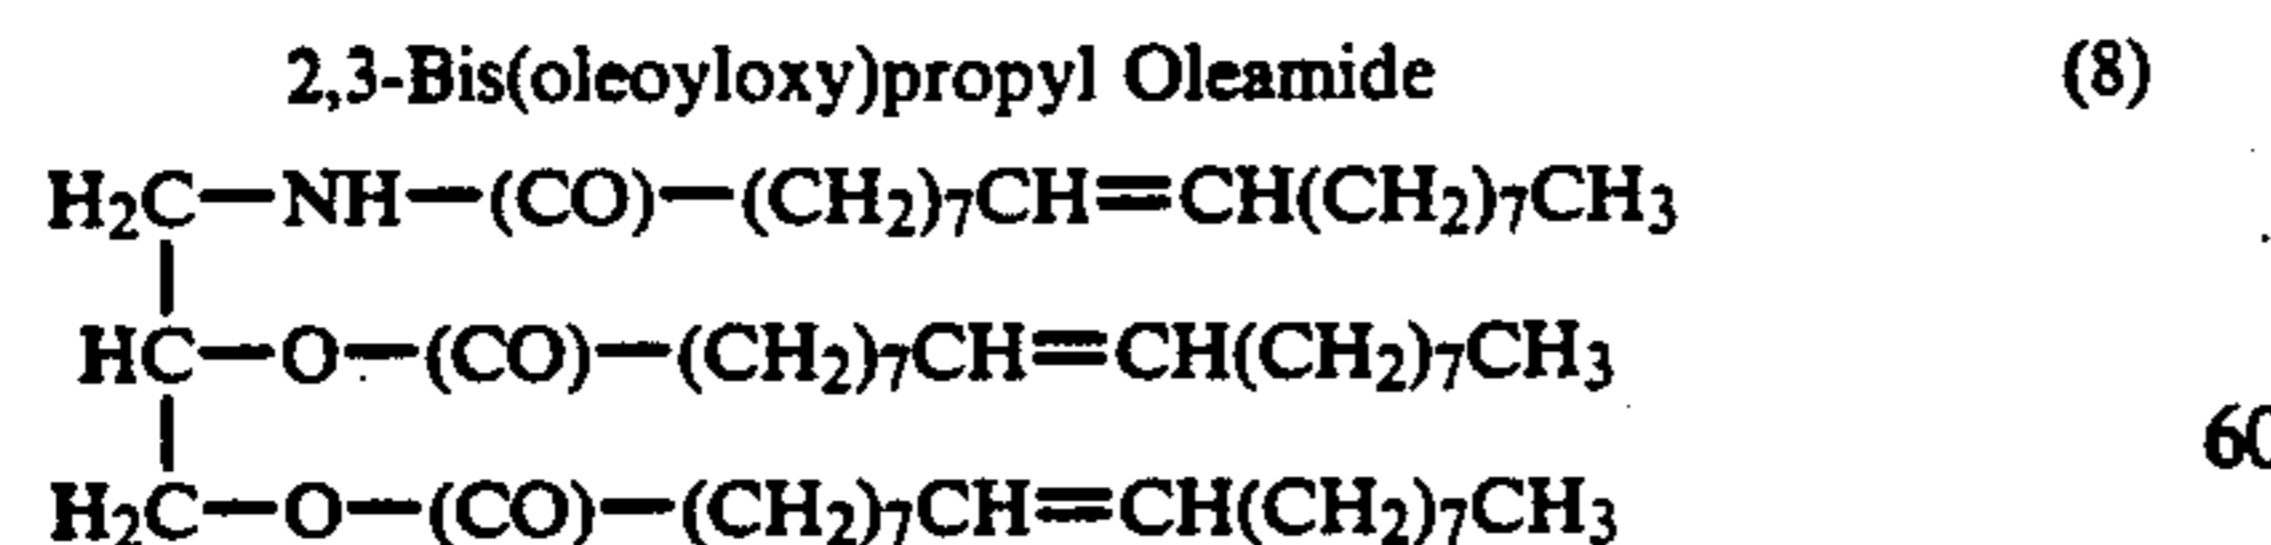 2,3-Bis(oleoyloxy)propyl Oleamide (8)
H₂C—NH—(CO)—(CH₂)₇CH=CH(CH₂)₇CH₃
HC—O—(CO)—(CH₂)₇CH=CH(CH₂)₇CH₃
60
H₂C—O—(CO)—(CH₂)₇CH=CH(CH₂)₇CH₃